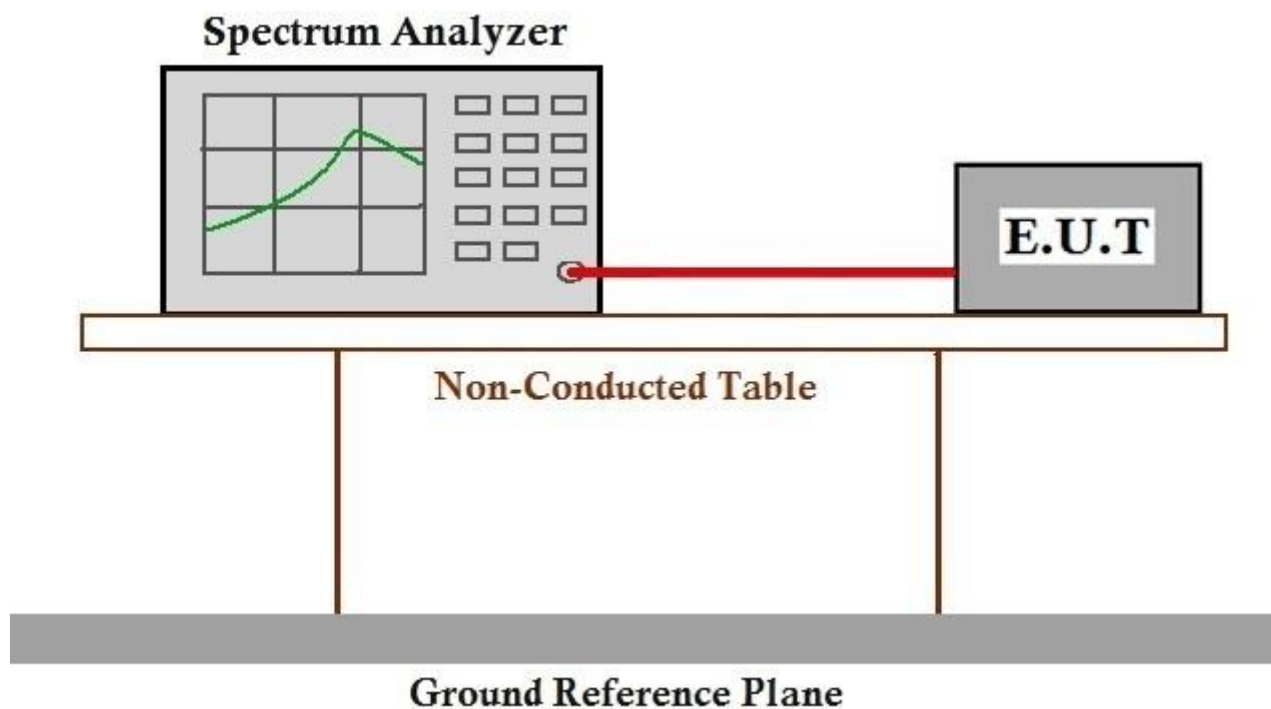 Spectrum Analyzer
E.U.T
Non-Conducted Table
Ground Reference Plane